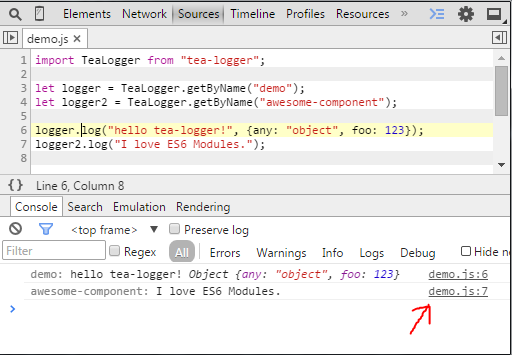 Elements Network Sources Timeline Profiles Resources »
demo.js ×
1 import TeaLogger from "tea-logger";
2
3 let logger = TeaLogger.getByName("demo");
4 let logger2 = TeaLogger.getByName("awesome-component");
5
6 logger.log("hello tea-logger!", {any: "object", foo: 123});
7 logger2.log("I love ES6 Modules.");
8
{} Line 6, Column 8
Console Search Emulation Rendering
<top frame> Preserve log
Filter Regex All Errors Warnings Info Logs Debug Hide ne
demo: hello tea-logger! Object {any: "object", foo: 123} demo.js:6
awesome-component: I love ES6 Modules. demo.js:7
>